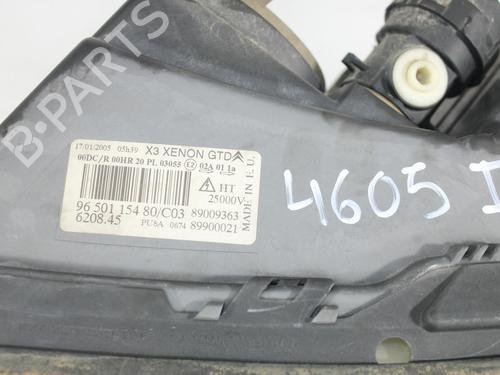 17/01/2005 05h39 X3 XENON GTD
00DC/R 00HR 20 PL 03055 E2 02A 01 1a
HT
25000V
MADE IN E.U.
96 501 154 80/C03 89009363
6208.45 PU8A 0674 89900021
4605
B-PARTS